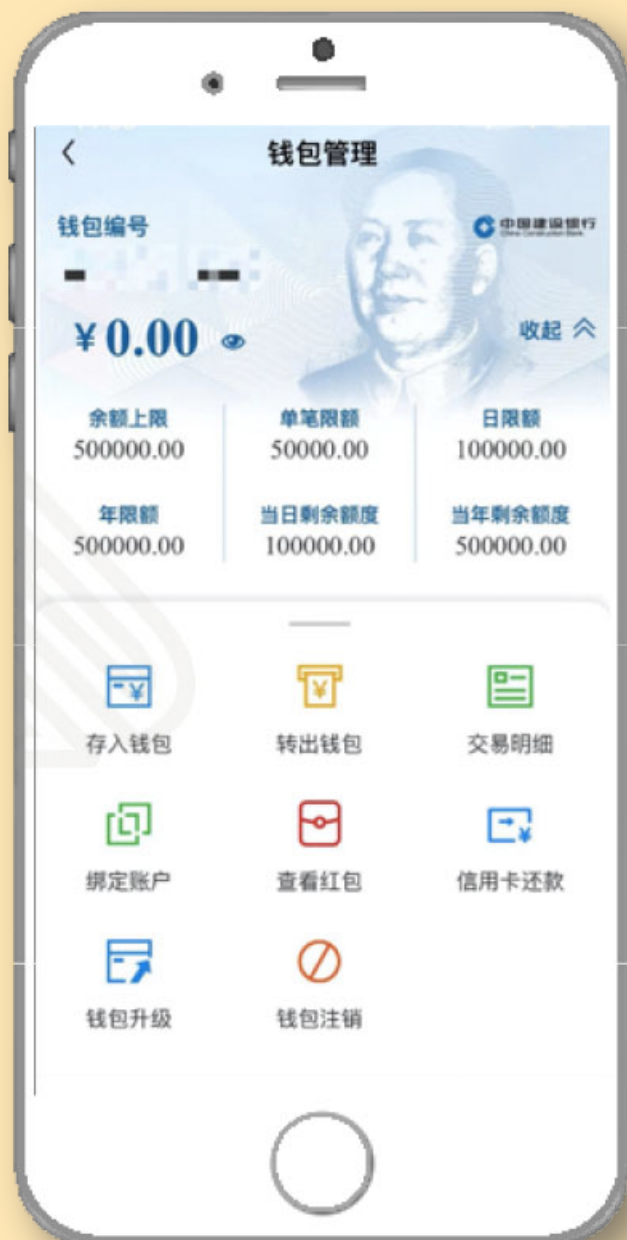 钱包管理
钱包编号
中国建设银行
China Construction Bank
¥0.00
收起
余额上限 单笔限额 日限额
500000.00 50000.00 100000.00
年限额 当日剩余额度 当年剩余额度
500000.00 100000.00 500000.00
存入钱包 转出钱包 交易明细
绑定账户 查看红包 信用卡还款
钱包升级 钱包注销